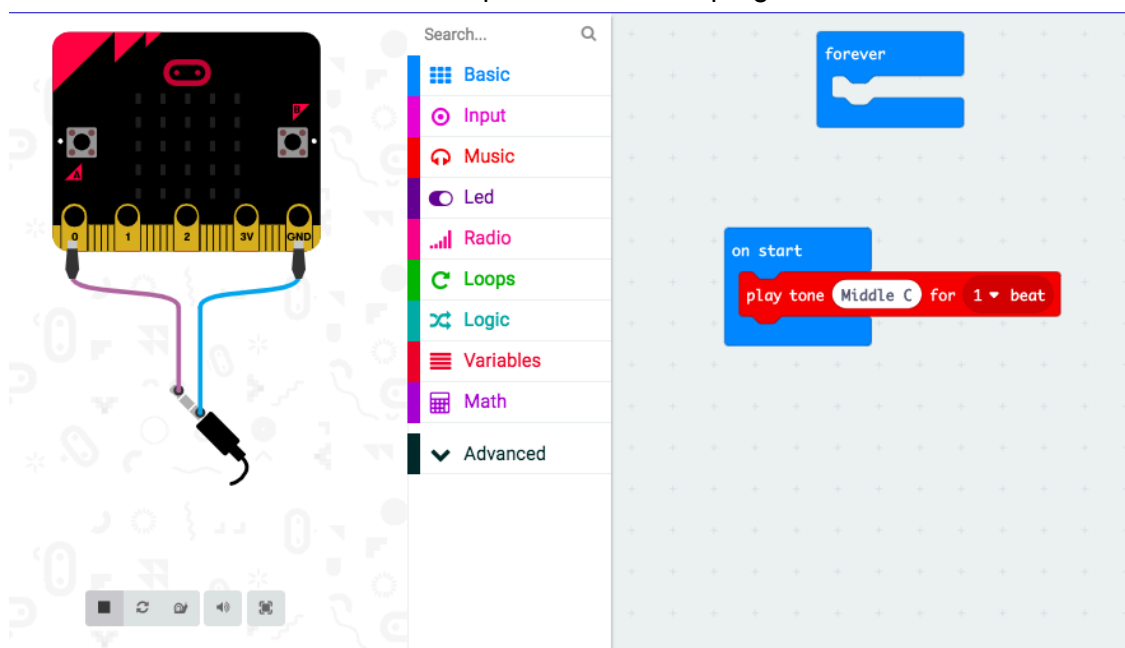 B
A
0 1 2 3V GND
Search...
Basic
Input
Music
Led
Radio
Loops
Logic
Variables
Math
Advanced
forever
on start
play tone Middle C for 1 beat